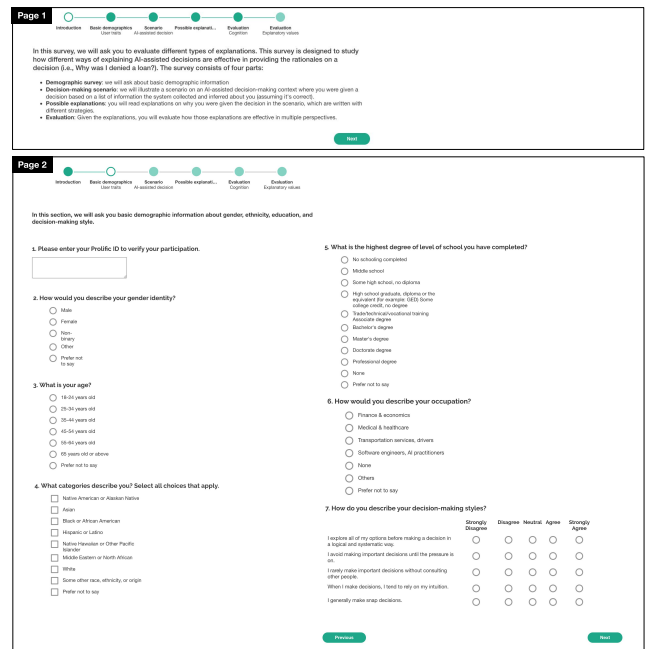 Page 1
Introduction
Basic demographics
User traits
Scenario
AI-assisted decision
Possible explanati...
Evaluation
Cognition
Evaluation
Explanatory values
In this survey, we will ask you to evaluate different types of explanations. This survey is designed to study
how different ways of explaining AI-assisted decisions are effective in providing the rationales on a
decision (i.e., Why was I denied a loan?). The survey consists of four parts:
• Demographic survey: we will ask about basic demographic information
• Decision-making scenario: we will illustrate a scenario on an AI-assisted decision-making context where you were given a
decision based on a list of information the system collected and inferred about you (assuming it's correct).
• Possible explanations: you will read explanations on why you were given the decision in the scenario, which are written with
different strategies.
• Evaluation: Given the explanations, you will evaluate how those explanations are effective in multiple perspectives.
Next
Page 2
Introduction
Basic demographics
User traits
Scenario
AI-assisted decision
Possible explanati...
Evaluation
Cognition
Evaluation
Explanatory values
In this section, we will ask you basic demographic information about gender, ethnicity, education, and
decision-making style.
1. Please enter your Prolific ID to verify your participation.
2. How would you describe your gender identity?
Male
Female
Non-
binary
Other
Prefer not
to say
3. What is your age?
18-24 years old
25-34 years old
35-44 years old
45-54 years old
55-64 years old
65 years old or above
Prefer not to say
4. What categories describe you? Select all choices that apply.
Native American or Alaskan Native
Asian
Black or African American
Hispanic or Latino
Native Hawaiian or Other Pacific
Islander
Middle Eastern or North African
White
Some other race, ethnicity, or origin
Prefer not to say
5. What is the highest degree of level of school you have completed?
No schooling completed
Middle school
Some high school, no diploma
High school graduate, diploma or the
equivalent (for example: GED) Some
college credit, no degree
Trade/technical/vocational training
Associate degree
Bachelor's degree
Master's degree
Doctorate degree
Professional degree
None
Prefer not to say
6. How would you describe your occupation?
Finance & economics
Medical & healthcare
Transportation services, drivers
Software engineers, AI practitioners
None
Others
Prefer not to say
7. How do you describe your decision-making styles?
Strongly
Disagree
Disagree
Neutral
Agree
Strongly
Agree
I explore all of my options before making a decision in
a logical and systematic way.
I avoid making important decisions until the pressure is
on.
I rarely make important decisions without consulting
other people.
When I make decisions, I tend to rely on my intuition.
I generally make snap decisions.
Previous
Next